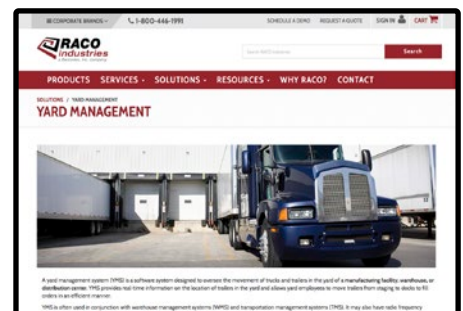 CORPORATE BRANDS
1-800-446-1991
SCHEDULE A DEMO REQUEST A QUOTE SIGN IN CART
RACO
industries
Search
PRODUCTS SERVICES SOLUTIONS RESOURCES WHY RACO? CONTACT
SOLUTIONS / YARD MANAGEMENT
YARD MANAGEMENT
A yard management system (YMS) is a software system designed to oversee the movement of trucks and trailers in the yard of a manufacturing facility, warehouse, or
distribution center. YMS provides real time information on the location of trailers in the yard and allows yard employees to move trailers from staging to docks to fill
orders in an efficient manner.
YMS is often used in conjunction with warehouse management systems (WMS) and transportation management systems (TMS). It may also have radio frequency